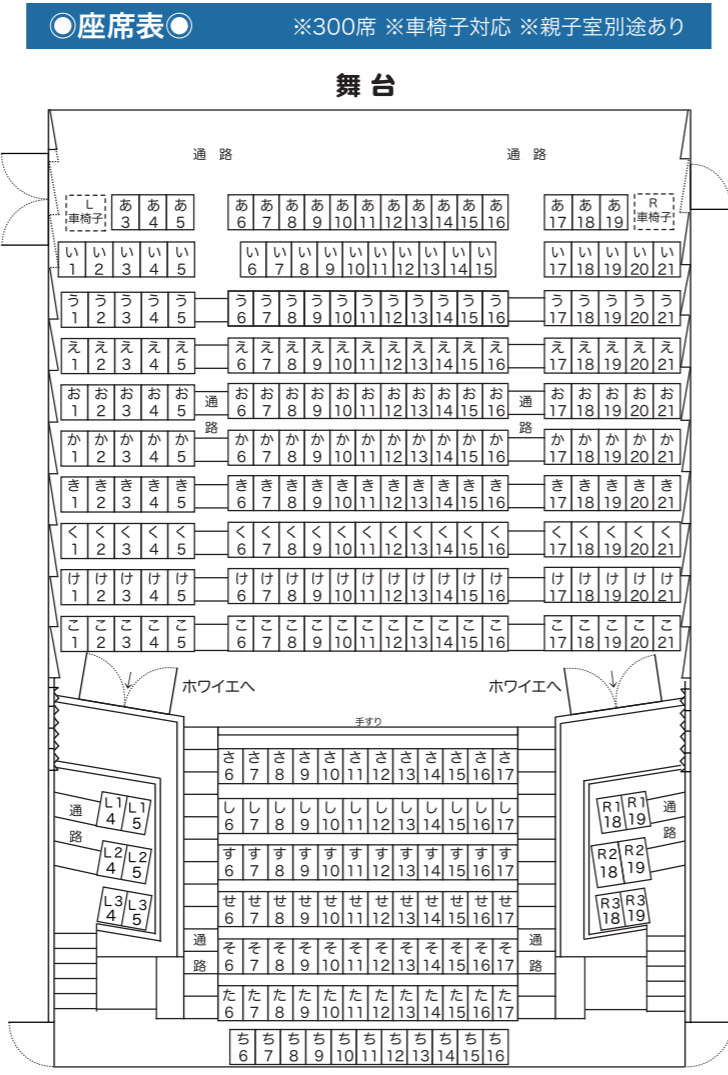 ◎座席表◎ ※300席 ※車椅子対応 ※親子室別途あり
舞台
通 路 通 路
L 車椅子 あ3 あ4 あ5 あ6 あ7 あ8 あ9 あ10 あ11 あ12 あ13 あ14 あ15 あ16 あ17 あ18 あ19 R 車椅子
い1 い2 い3 い4 い5 い6 い7 い8 い9 い10 い11 い12 い13 い14 い15 い17 い18 い19 い20 い21
う1 う2 う3 う4 う5 う6 う7 う8 う9 う10 う11 う12 う13 う14 う15 う16 う17 う18 う19 う20 う21
え1 え2 え3 え4 え5 え6 え7 え8 え9 え10 え11 え12 え13 え14 え15 え16 え17 え18 え19 え20 え21
お1 お2 お3 お4 お5 通路 お6 お7 お8 お9 お10 お11 お12 お13 お14 お15 お16 通路 お17 お18 お19 お20 お21
か1 か2 か3 か4 か5 か6 か7 か8 か9 か10 か11 か12 か13 か14 か15 か16 か17 か18 か19 か20 か21
き1 き2 き3 き4 き5 き6 き7 き8 き9 き10 き11 き12 き13 き14 き15 き16 き17 き18 き19 き20 き21
く1 く2 く3 く4 く5 く6 く7 く8 く9 く10 く11 く12 く13 く14 く15 く16 く17 く18 く19 く20 く21
け1 け2 け3 け4 け5 け6 け7 け8 け9 け10 け11 け12 け13 け14 け15 け16 け17 け18 け19 け20 け21
こ1 こ2 こ3 こ4 こ5 こ6 こ7 こ8 こ9 こ10 こ11 こ12 こ13 こ14 こ15 こ16 こ17 こ18 こ19 こ20 こ21
ホワイエへ ホワイエへ
手すり
さ6 さ7 さ8 さ9 さ10 さ11 さ12 さ13 さ14 さ15 さ16 さ17
通路 L1 4 L1 5 し6 し7 し8 し9 し10 し11 し12 し13 し14 し15 し16 し17 R1 18 R1 19 通路
L2 4 L2 5 す6 す7 す8 す9 す10 す11 す12 す13 す14 す15 す16 す17 R2 18 R2 19
L3 4 L3 5 せ6 せ7 せ8 せ9 せ10 せ11 せ12 せ13 せ14 せ15 せ16 せ17 R3 18 R3 19
通路 そ6 そ7 そ8 そ9 そ10 そ11 そ12 そ13 そ14 そ15 そ16 そ17 通路
た6 た7 た8 た9 た10 た11 た12 た13 た14 た15 た16 た17
ち6 ち7 ち8 ち9 ち10 ち11 ち12 ち13 ち14 ち15 ち16